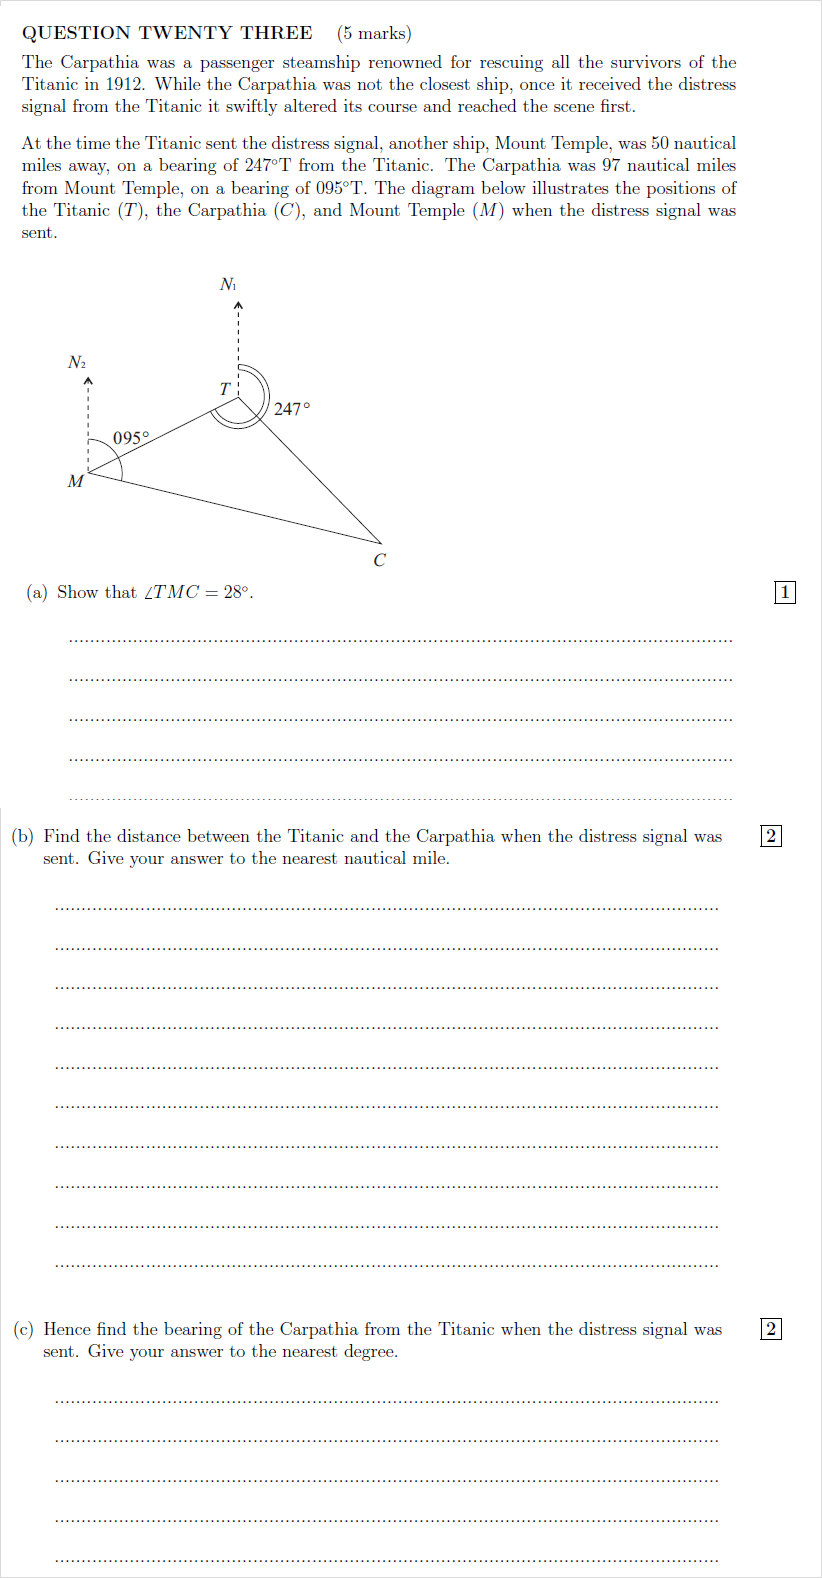 QUESTION TWENTY THREE (5 marks)
The Carpathia was a passenger steamship renowned for rescuing all the survivors of the
Titanic in 1912. While the Carpathia was not the closest ship, once it received the distress
signal from the Titanic it swiftly altered its course and reached the scene first.
At the time the Titanic sent the distress signal, another ship, Mount Temple, was 50 nautical
miles away, on a bearing of 247°T from the Titanic. The Carpathia was 97 nautical miles
from Mount Temple, on a bearing of 095°T. The diagram below illustrates the positions of
the Titanic (T), the Carpathia (C), and Mount Temple (M) when the distress signal was
sent.
N₁
N₂
T
247°
095°
M
C
(a) Show that ∠TMC = 28°. 1
(b) Find the distance between the Titanic and the Carpathia when the distress signal was 2
sent. Give your answer to the nearest nautical mile.
(c) Hence find the bearing of the Carpathia from the Titanic when the distress signal was 2
sent. Give your answer to the nearest degree.